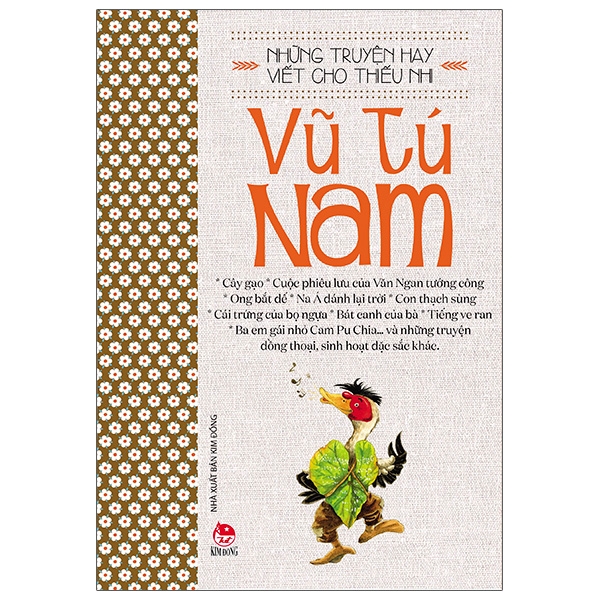 NHỮNG TRUYỆN HAY
VIẾT CHO THIẾU NHI
Vũ Tú
Nam
* Cây gạo * Cuộc phiêu lưu của Văn Ngan tướng công
* Ong bắt dế * Na Á đánh lại trời * Con thạch sùng
* Cái trứng của bọ ngựa * Bát canh của bà * Tiếng ve ran
* Ba em gái nhỏ Cam Pu Chia... và những truyện
đồng thoại, sinh hoạt đặc sắc khác.
NHÀ XUẤT BẢN KIM ĐỒNG
KIM ĐỒNG